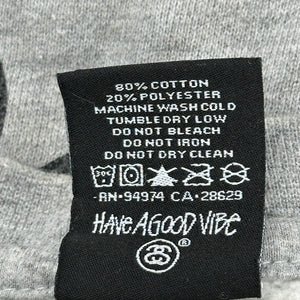 80% COTTON
20% POLYESTER
MACHINE WASH COLD
TUMBLE DRY LOW
DO NOT BLEACH
DO NOT IRON
DO NOT DRY CLEAN
30C
RN·94974 CA·28629
HAVE A GOOD VIBE
®